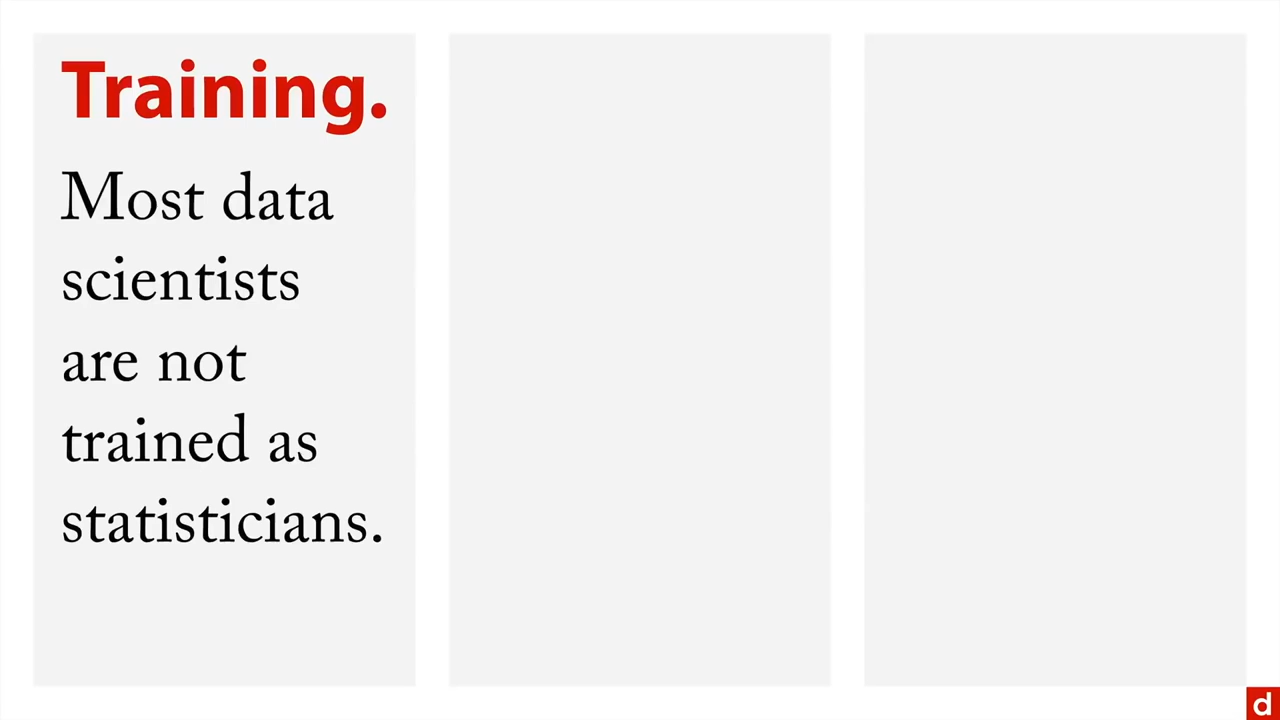 Training.
Most data
scientists
are not
trained as
statisticians.
d